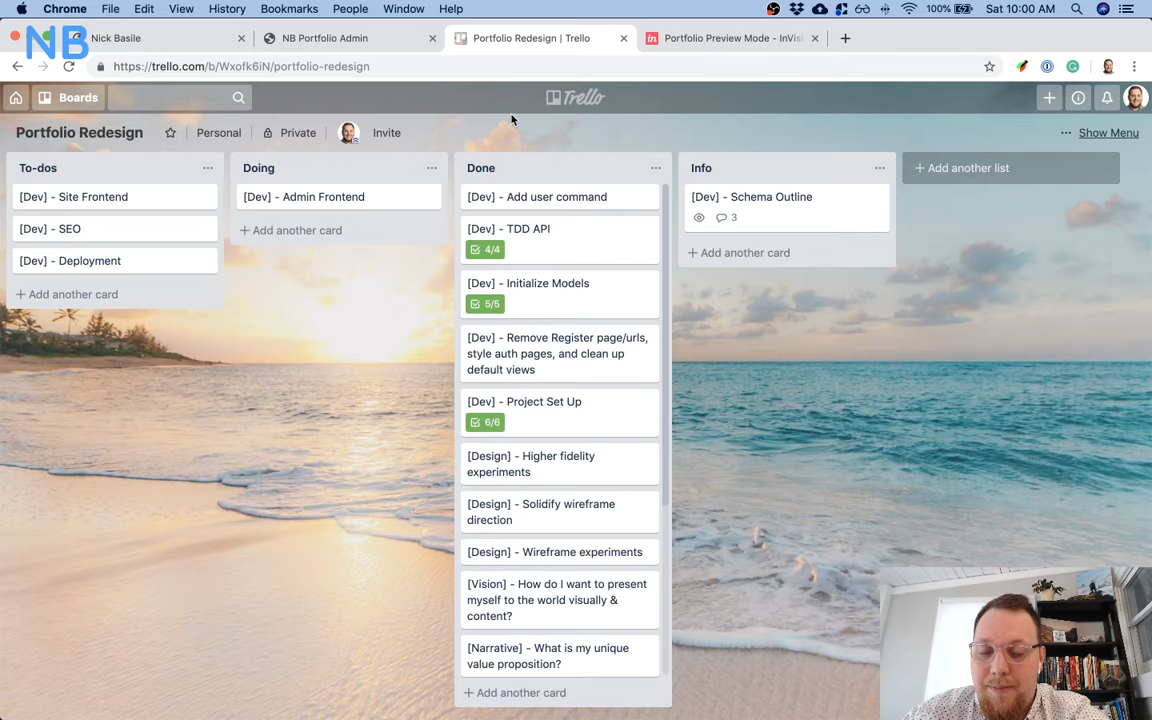 Chrome File Edit View History Bookmarks People Window Help 100% Sat 10:00 AM
NB
Nick Basile
NB Portfolio Admin
Portfolio Redesign | Trello
Portfolio Preview Mode - InVis
https://trello.com/b/Wxofk6iN/portfolio-redesign
Boards
Trello
Portfolio Redesign Personal Private Invite Show Menu
To-dos
[Dev] - Site Frontend
[Dev] - SEO
[Dev] - Deployment
+ Add another card
Doing
[Dev] - Admin Frontend
+ Add another card
Done
[Dev] - Add user command
[Dev] - TDD API
4/4
[Dev] - Initialize Models
5/5
[Dev] - Remove Register page/urls,
style auth pages, and clean up
default views
[Dev] - Project Set Up
6/6
[Design] - Higher fidelity
experiments
[Design] - Solidify wireframe
direction
[Design] - Wireframe experiments
[Vision] - How do I want to present
myself to the world visually &
content?
[Narrative] - What is my unique
value proposition?
+ Add another card
Info
[Dev] - Schema Outline
3
+ Add another card
+ Add another list